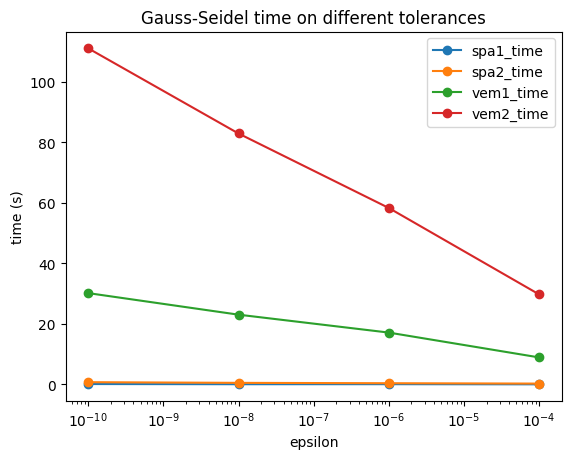 Gauss-Seidel time on different tolerances
spa1_time
spa2_time
vem1_time
vem2_time
time (s)
100
80
60
40
20
0
10⁻¹⁰
10⁻⁹
10⁻⁸
10⁻⁷
10⁻⁶
10⁻⁵
10⁻⁴
epsilon